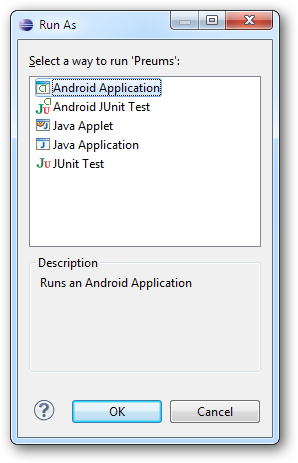 Run As
Select a way to run 'Preums':
Android Application
Android JUnit Test
Java Applet
Java Application
JUnit Test
Description
Runs an Android Application
OK
Cancel